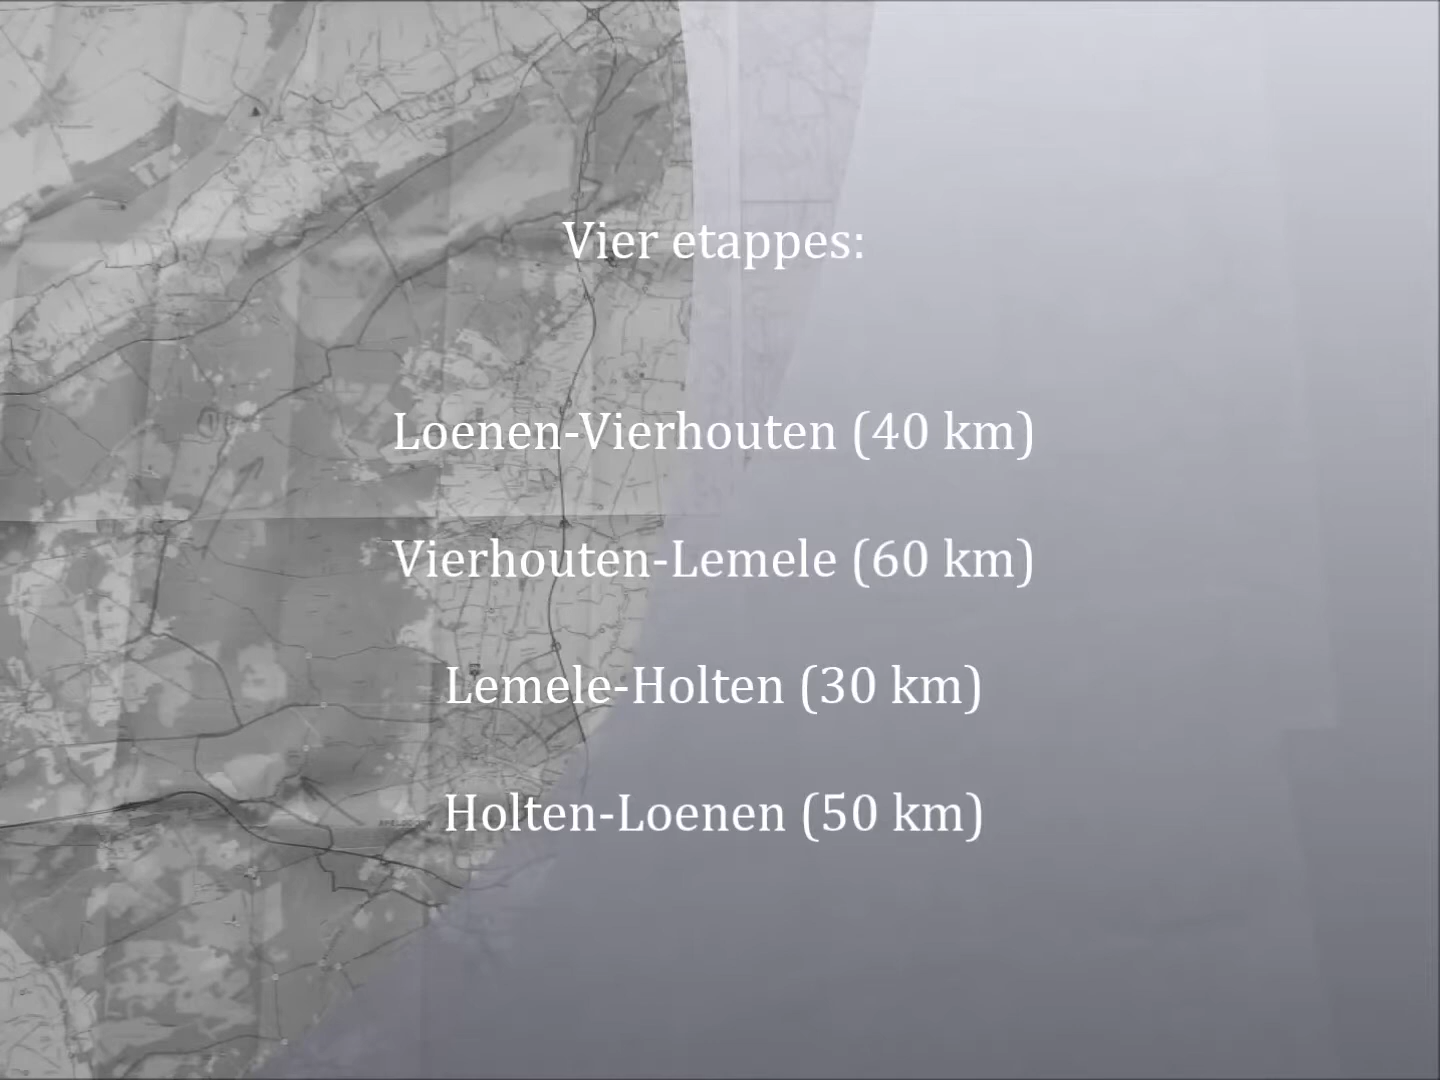 Vier etappes:
Loenen-Vierhouten (40 km)
Vierhouten-Lemele (60 km)
Lemele-Holten (30 km)
Holten-Loenen (50 km)